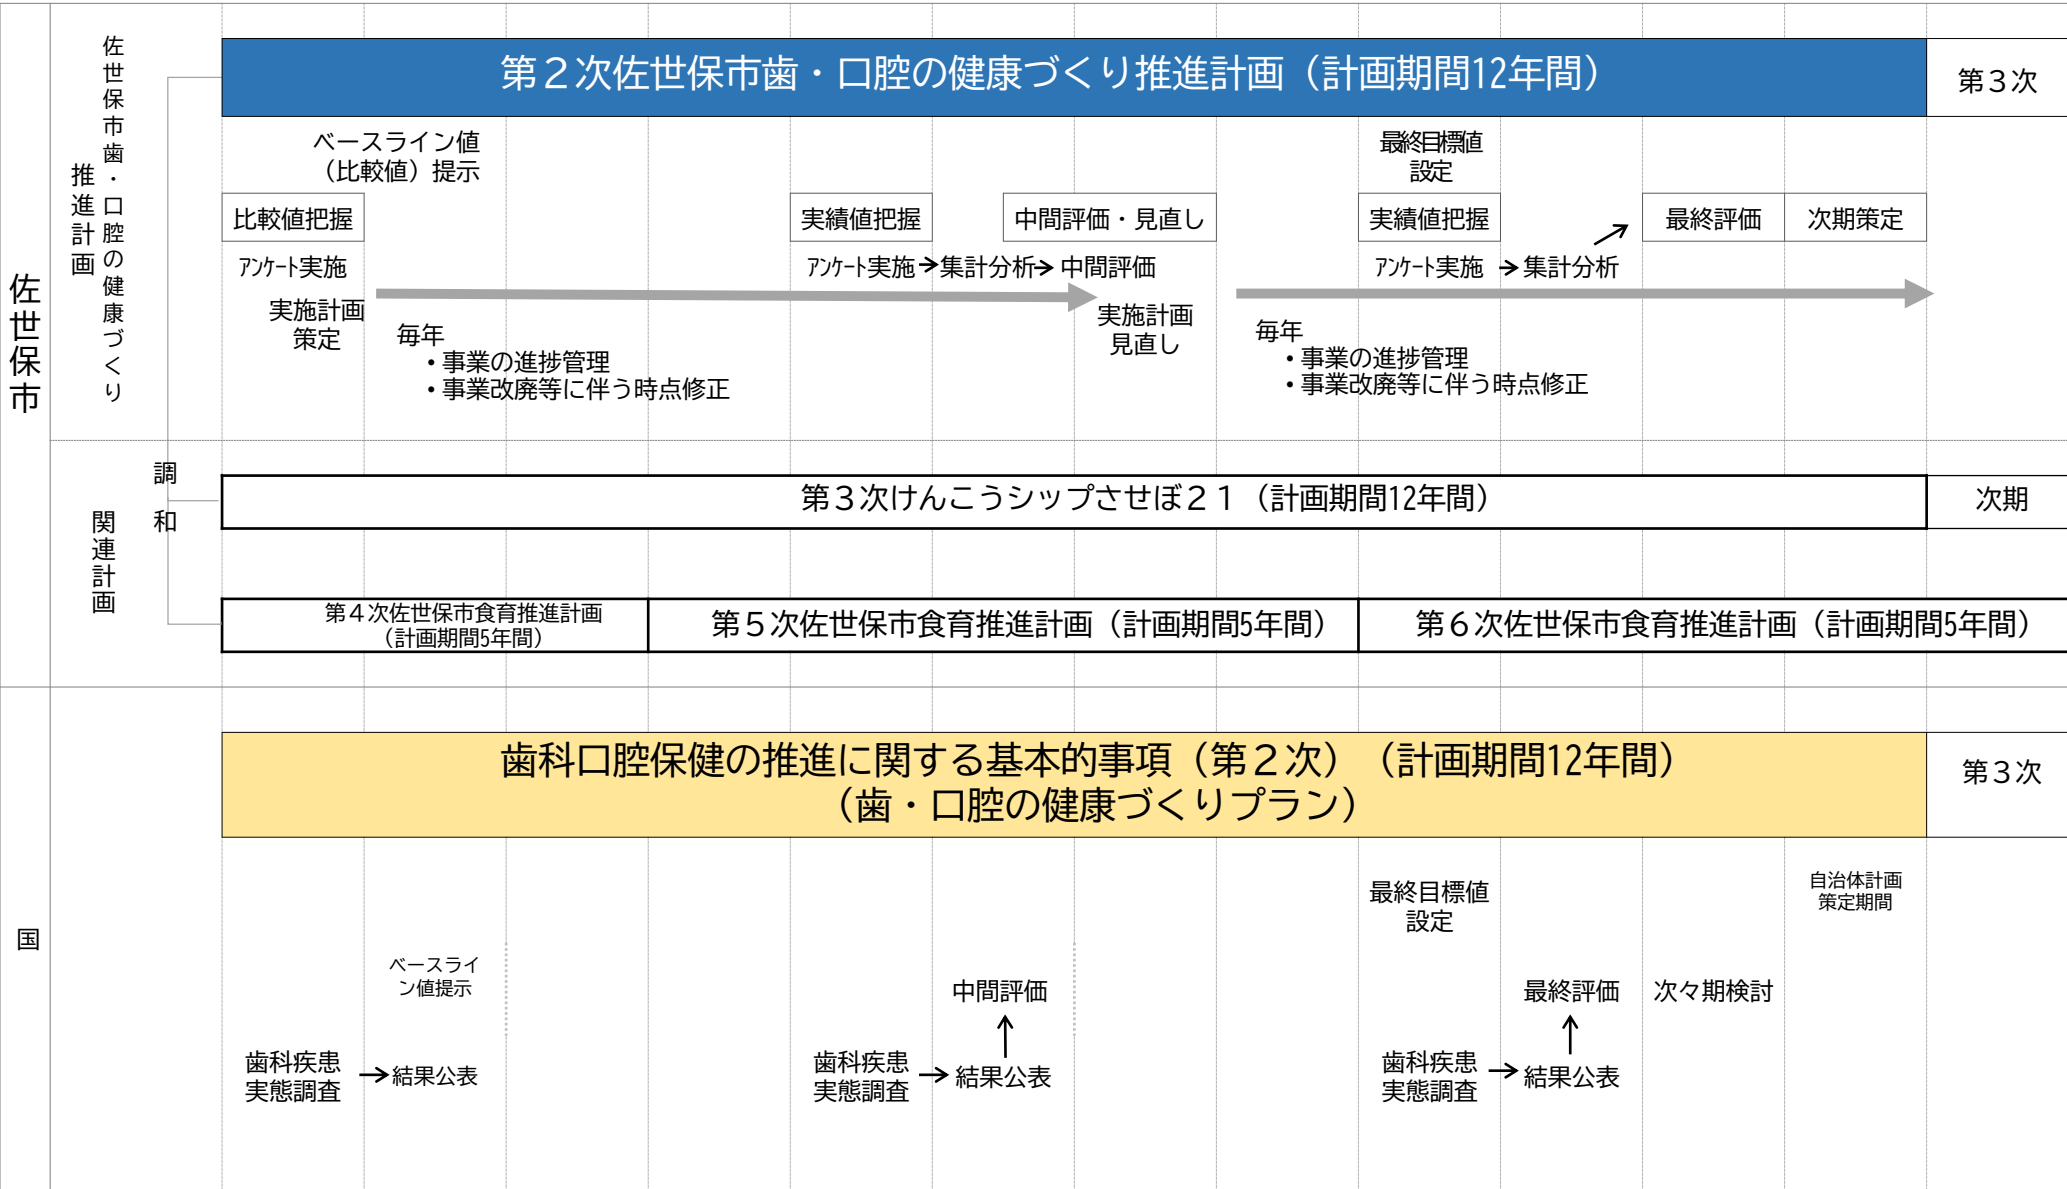 佐世保市
佐世保市歯・口腔の健康づくり
推進計画
第２次佐世保市歯・口腔の健康づくり推進計画（計画期間12年間）
第３次
ベースライン値
（比較値）提示
最終目標値
設定
比較値把握
実績値把握
中間評価・見直し
実績値把握
最終評価
次期策定
ｱﾝｹｰﾄ実施
ｱﾝｹｰﾄ実施
集計分析
中間評価
ｱﾝｹｰﾄ実施
集計分析
実施計画
策定
毎年
・事業の進捗管理
・事業改廃等に伴う時点修正
実施計画
見直し
毎年
・事業の進捗管理
・事業改廃等に伴う時点修正
調和
関連計画
第３次けんこうシップさせぼ２１（計画期間12年間）
次期
第４次佐世保市食育推進計画
（計画期間5年間）
第５次佐世保市食育推進計画（計画期間5年間）
第６次佐世保市食育推進計画（計画期間5年間）
国
歯科口腔保健の推進に関する基本的事項（第２次）（計画期間12年間）
（歯・口腔の健康づくりプラン）
第３次
最終目標値
設定
自治体計画
策定期間
ベースライ
ン値提示
中間評価
最終評価
次々期検討
歯科疾患
実態調査
結果公表
歯科疾患
実態調査
結果公表
歯科疾患
実態調査
結果公表